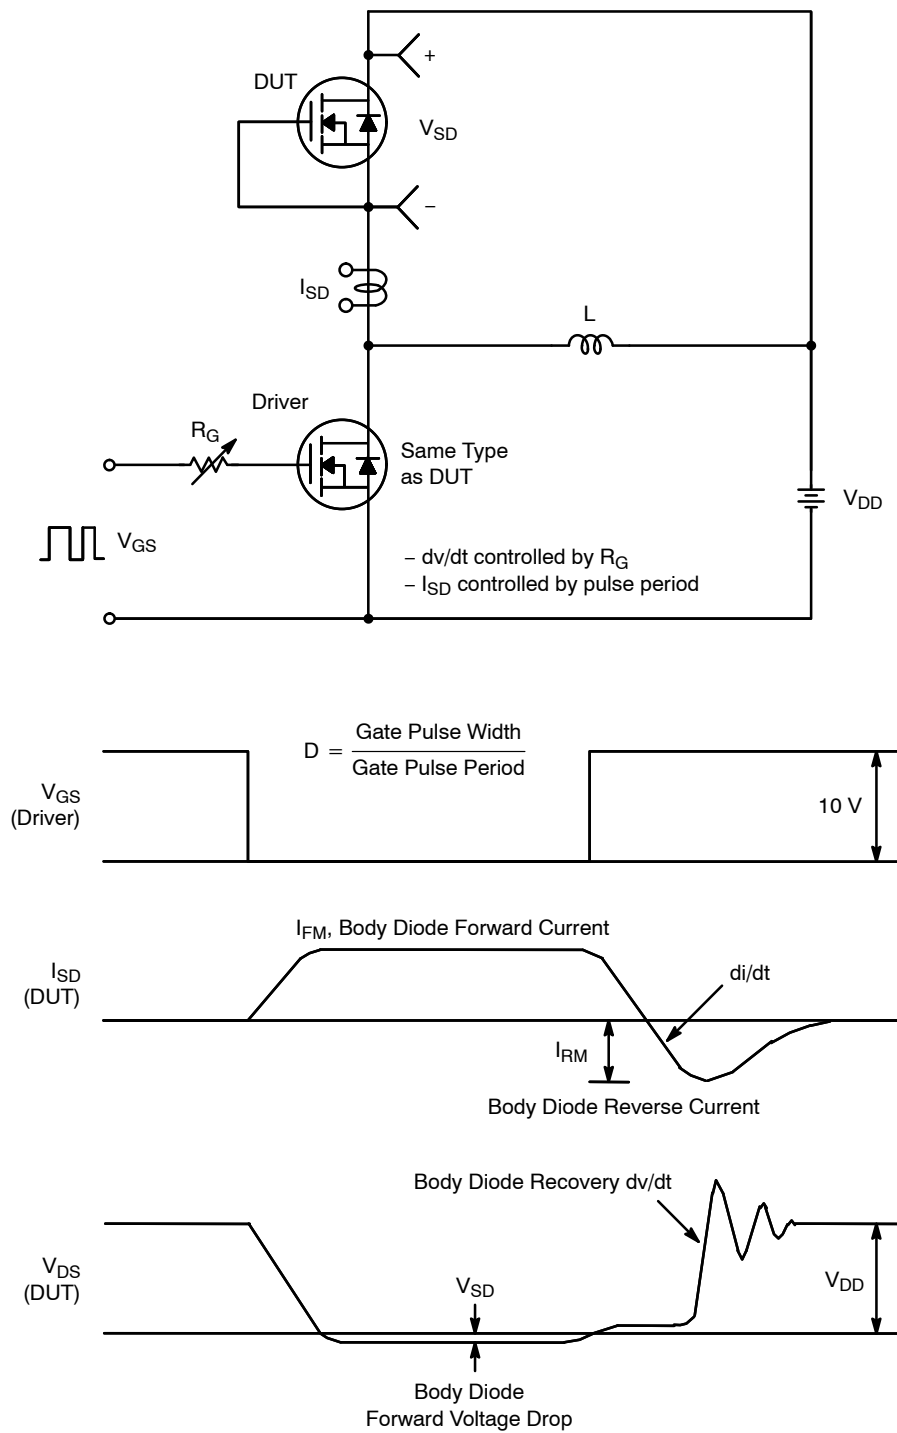 +
DUT
V_SD
−
I_SD
L
Driver
R_G
Same Type
as DUT
V_DD
V_GS
− dv/dt controlled by R_G
− I_SD controlled by pulse period
D = Gate Pulse Width
Gate Pulse Period
V_GS
(Driver)
10 V
I_FM, Body Diode Forward Current
I_SD
(DUT)
di/dt
I_RM
Body Diode Reverse Current
Body Diode Recovery dv/dt
V_DS
(DUT)
V_SD
V_DD
Body Diode
Forward Voltage Drop